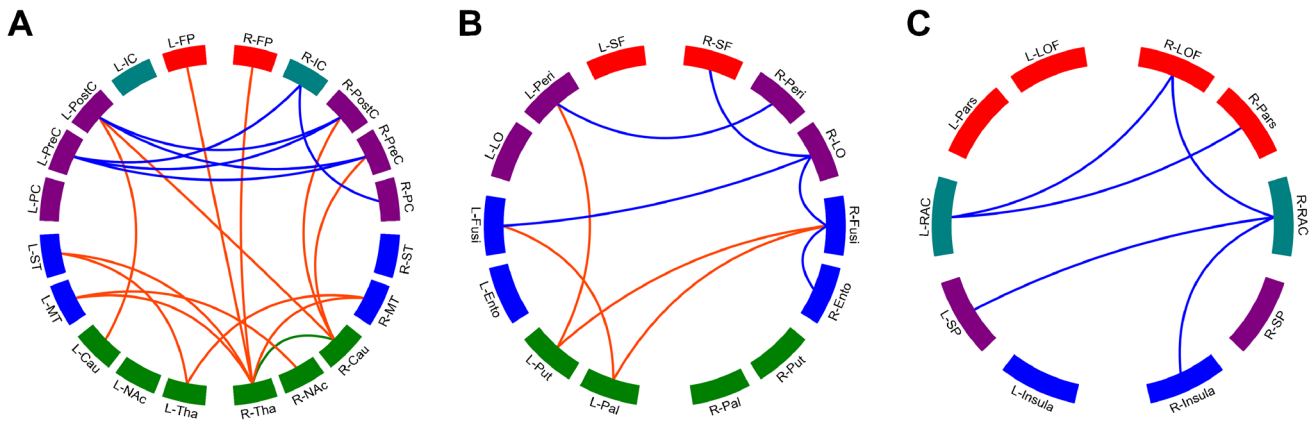 A
L-FP
R-FP
L-IC
R-IC
L-PostC
R-PostC
L-PreC
R-PreC
L-PC
R-PC
L-ST
R-ST
L-MT
R-MT
L-Cau
R-Cau
L-NAc
R-NAc
L-Tha
R-Tha
B
L-SF
R-SF
L-Peri
R-Peri
L-LO
R-LO
L-Fusi
R-Fusi
L-Ento
R-Ento
L-Put
R-Put
L-Pal
R-Pal
C
L-LOF
R-LOF
L-Pars
R-Pars
L-RAC
R-RAC
L-SP
R-SP
L-Insula
R-Insula